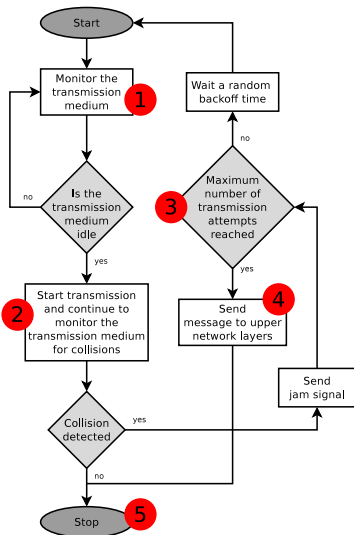 Start
Monitor the
transmission
medium
1
no
Is the
transmission
medium
idle
yes
2
Start transmission
and continue to
monitor the
transmission medium
for collisions
Collision
detected
yes
no
Stop
5
Wait a random
backoff time
no
3
Maximum
number of
transmission
attempts
reached
yes
4
Send
message to upper
network layers
Send
jam signal